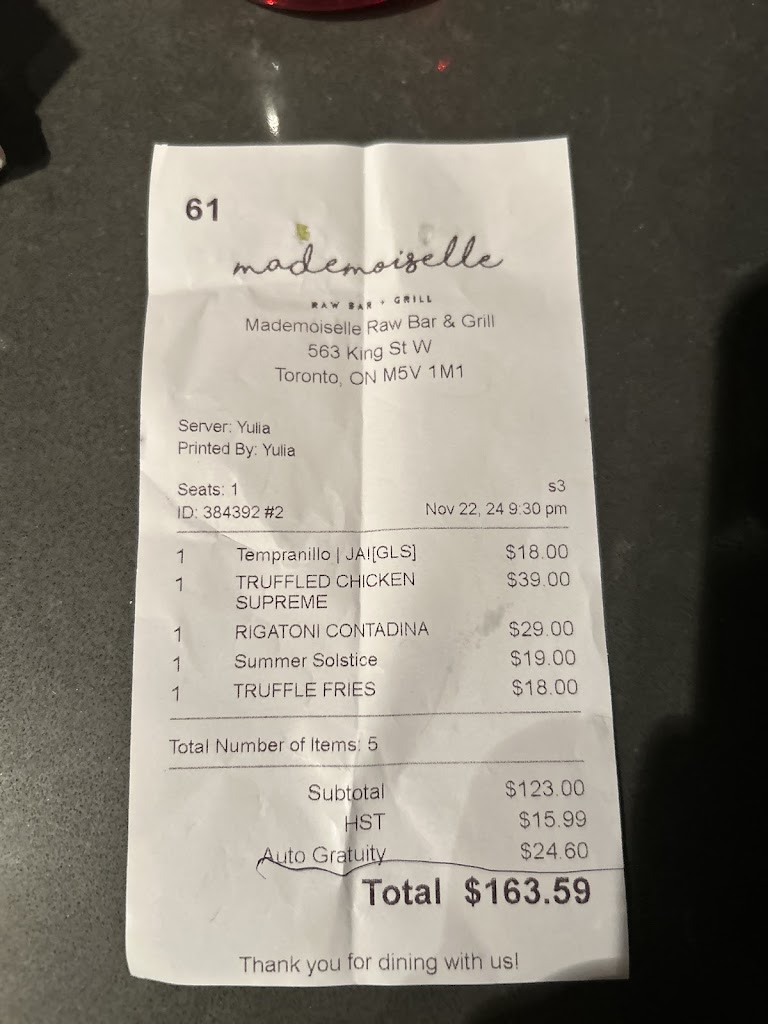 61
mademoiselle
RAW BAR + GRILL
Mademoiselle Raw Bar & Grill
563 King St W
Toronto, ON M5V 1M1
Server: Yulia
Printed By: Yulia
Seats: 1 s3
ID: 384392 #2 Nov 22, 24 9:30 pm
1 Tempranillo | JA![GLS] $18.00
1 TRUFFLED CHICKEN $39.00
SUPREME
1 RIGATONI CONTADINA $29.00
1 Summer Solstice $19.00
1 TRUFFLE FRIES $18.00
Total Number of Items: 5
Subtotal $123.00
HST $15.99
Auto Gratuity $24.60
Total $163.59
Thank you for dining with us!